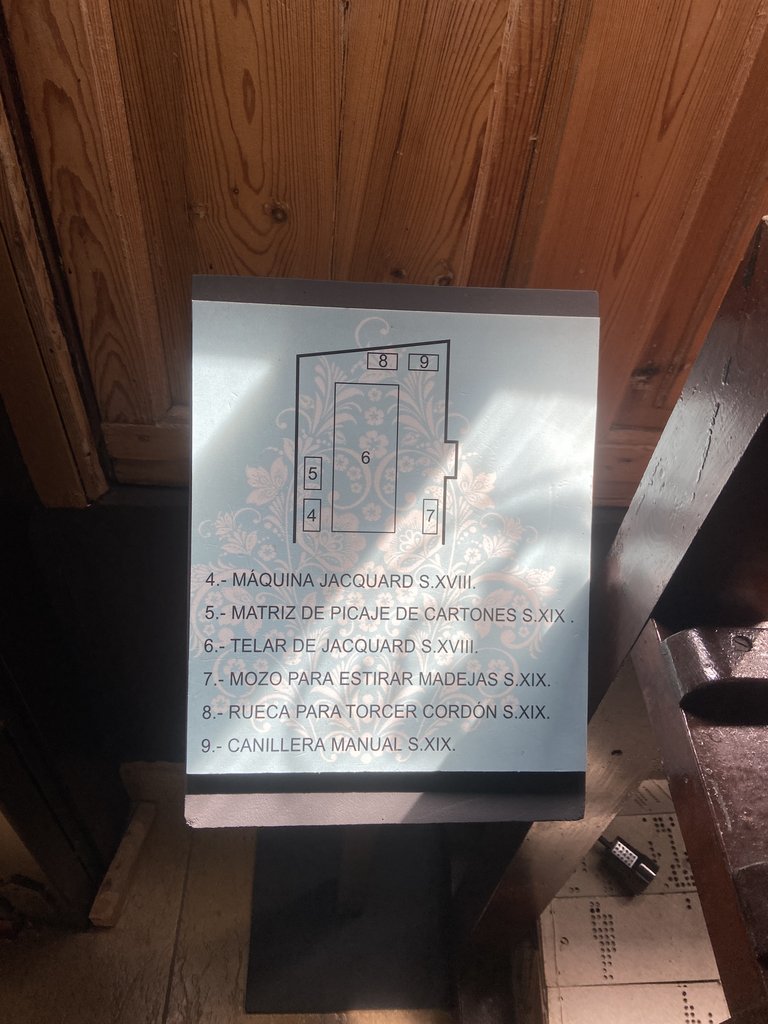 8 9
6
5
4 7
4.- MÁQUINA JACQUARD S.XVIII.
5.- MATRIZ DE PICAJE DE CARTONES S.XIX .
6.- TELAR DE JACQUARD S.XVIII.
7.- MOZO PARA ESTIRAR MADEJAS S.XIX.
8.- RUECA PARA TORCER CORDÓN S.XIX.
9.- CANILLERA MANUAL S.XIX.